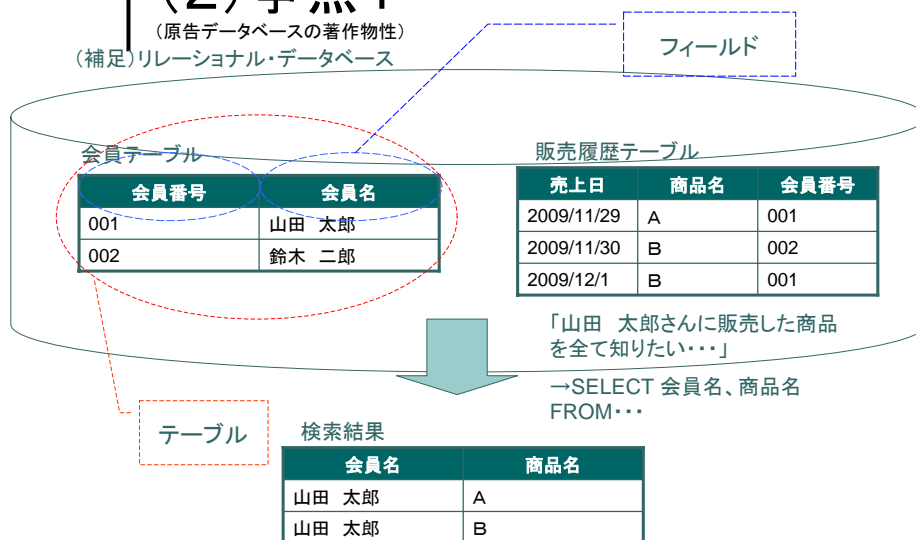 (2)争点1
(原告データベースの著作物性)
(補足)リレーショナル・データベース
フィールド
会員テーブル
会員番号 会員名
001 山田 太郎
002 鈴木 二郎
販売履歴テーブル
売上日 商品名 会員番号
2009/11/29 A 001
2009/11/30 B 002
2009/12/1 B 001
「山田 太郎さんに販売した商品
を全て知りたい・・・」
→SELECT 会員名、商品名
FROM・・・
テーブル
検索結果
会員名 商品名
山田 太郎 A
山田 太郎 B